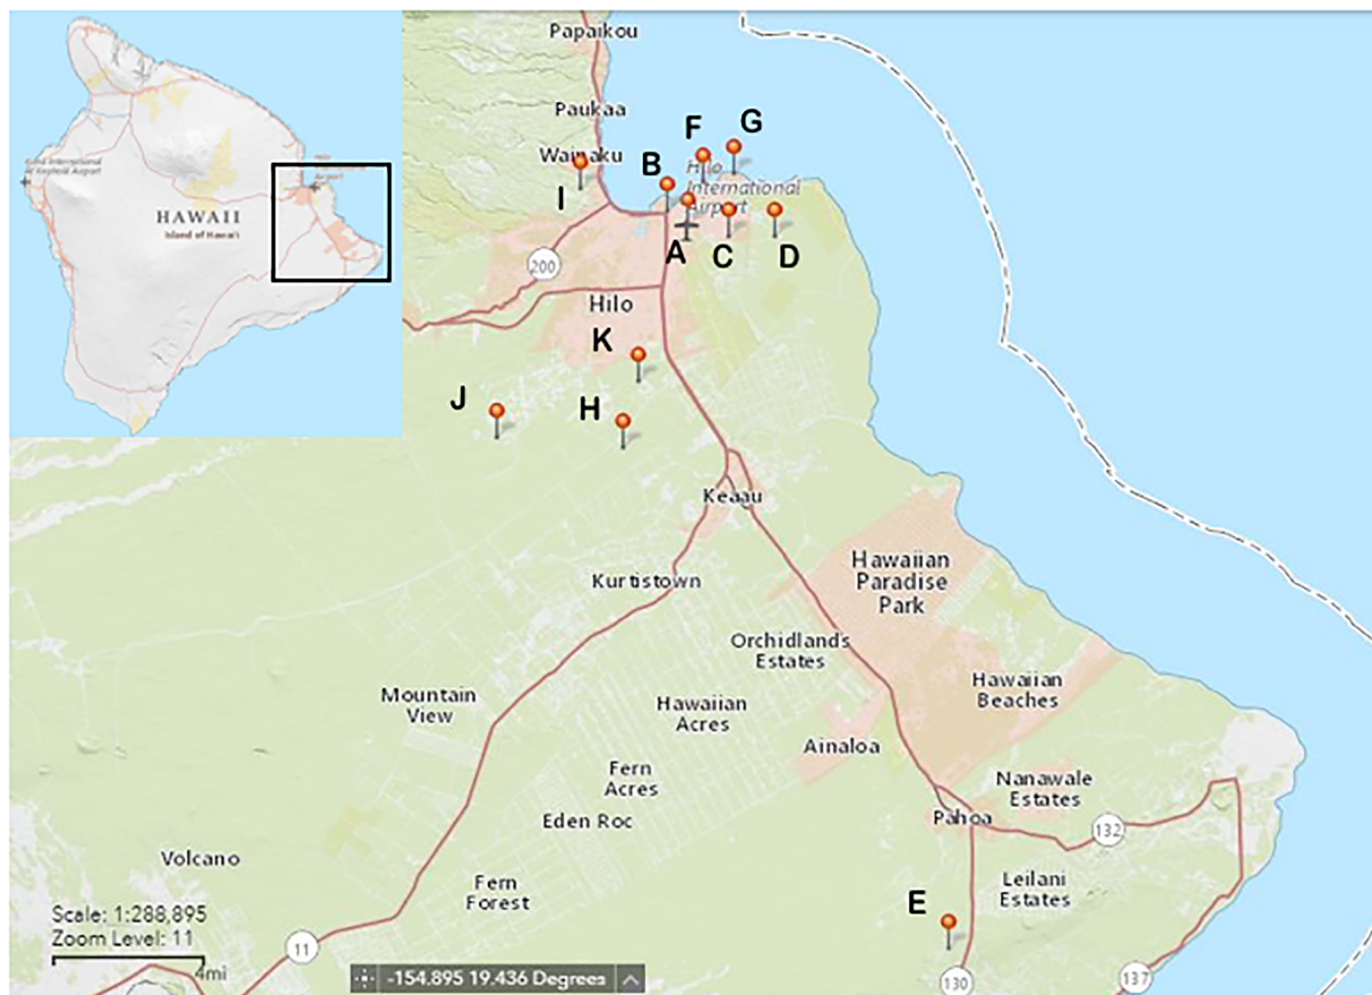 Papaikou
Paukaa
Wainaku
F
G
B
Hilo
International
Airport
I
A
C
D
200
HAWAII
Island of Hawai'i
Hilo
K
J
H
Keaau
Hawaiian
Paradise
Park
Kurtistown
Orchidlands
Estates
Hawaiian
Beaches
Mountain
View
Hawaiian
Acres
Ainaloa
Fern
Acres
Nanawale
Estates
Eden Roc
Pahoa
132
Volcano
Fern
Forest
Leilani
Estates
E
Scale: 1:288,895
Zoom Level: 11
4mi
11
-154.895 19.436 Degrees
130
137